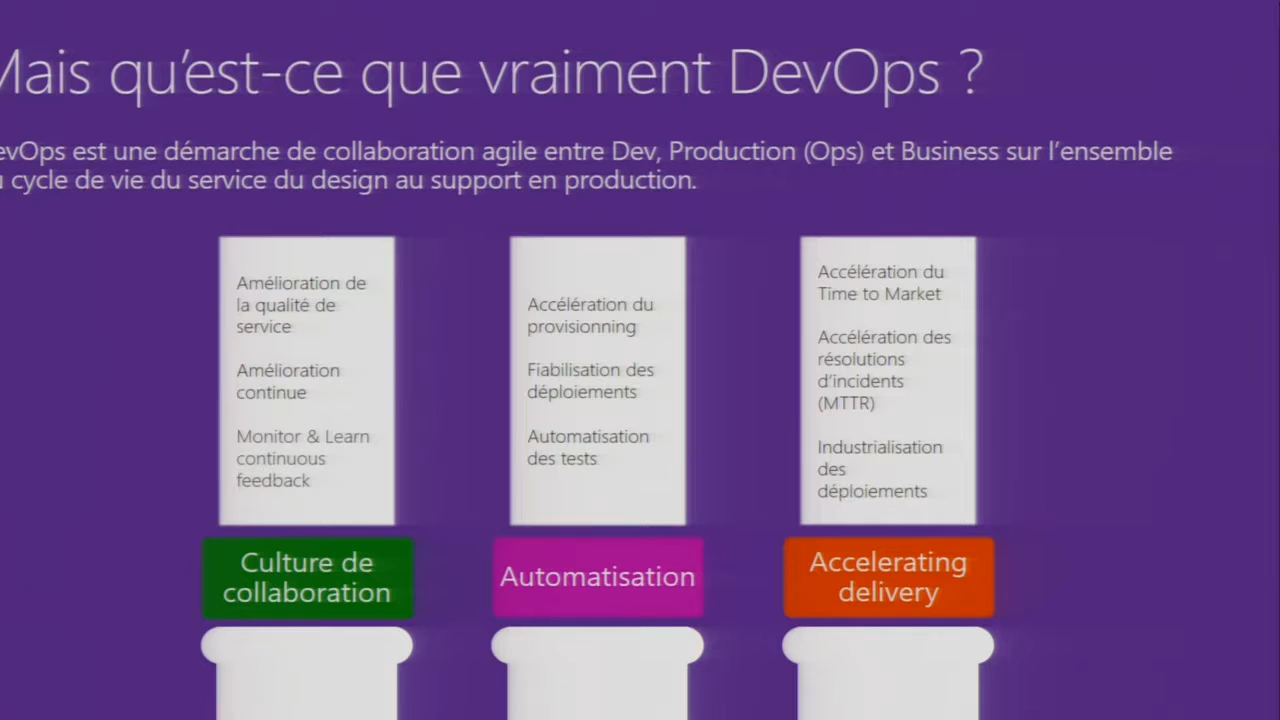 Mais qu'est-ce que vraiment DevOps ?
evOps est une démarche de collaboration agile entre Dev, Production (Ops) et Business sur l'ensemble
u cycle de vie du service du design au support en production.
Amélioration de
la qualité de
service
Amélioration
continue
Monitor & Learn
continuous
feedback
Culture de
collaboration
Accélération du
provisionning
Fiabilisation des
déploiements
Automatisation
des tests
Automatisation
Accélération du
Time to Market
Accélération des
résolutions
d'incidents
(MTTR)
Industrialisation
des
déploiements
Accelerating
delivery